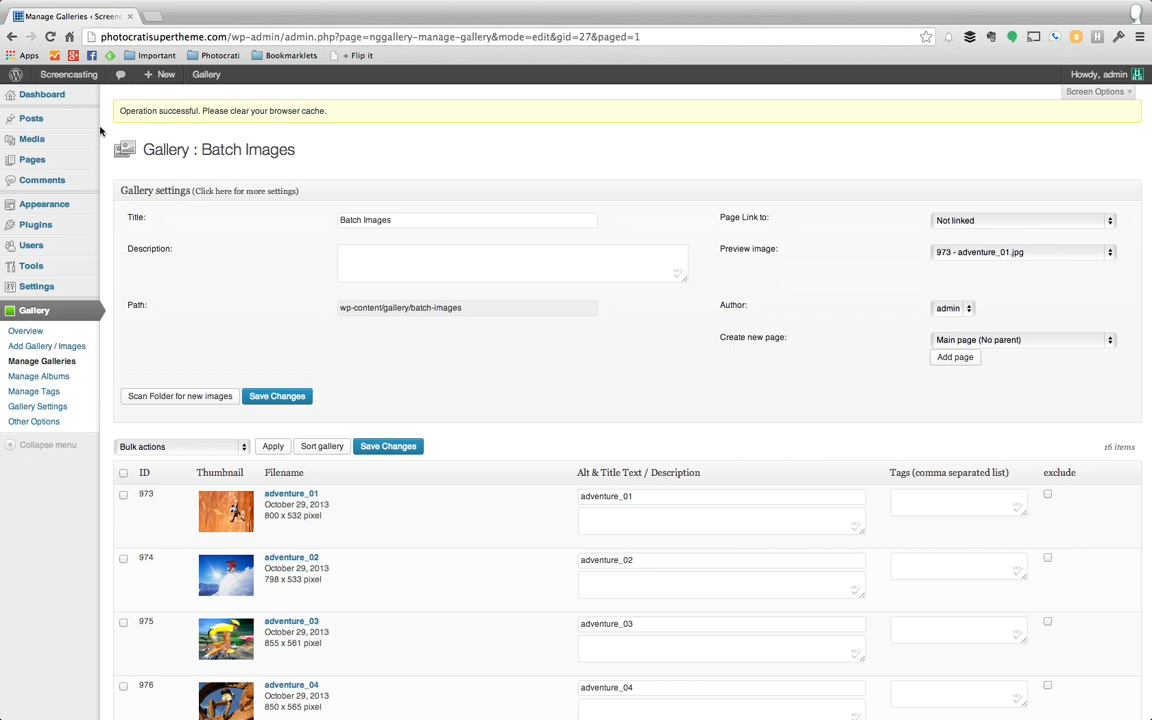 Manage Galleries ‹ Screen
photocratisupertheme.com/wp-admin/admin.php?page=nggallery-manage-gallery&mode=edit&gid=27&paged=1
Apps Important Photocrati Bookmarklets + Flip it
Screencasting + New Gallery Howdy, admin
Screen Options
Dashboard
Posts
Media
Pages
Comments
Appearance
Plugins
Users
Tools
Settings
Gallery
Overview
Add Gallery / Images
Manage Galleries
Manage Albums
Manage Tags
Gallery Settings
Other Options
Collapse menu
Operation successful. Please clear your browser cache.
Gallery : Batch Images
Gallery settings (Click here for more settings)
Title: Batch Images
Description:
Path: wp-content/gallery/batch-images
Page Link to: Not linked
Preview image: 973 - adventure_01.jpg
Author: admin
Create new page: Main page (No parent)
Add page
Scan Folder for new images Save Changes
Bulk actions Apply Sort gallery Save Changes 16 items
ID Thumbnail Filename Alt & Title Text / Description Tags (comma separated list) exclude
973 adventure_01 adventure_01
October 29, 2013
800 x 532 pixel
974 adventure_02 adventure_02
October 29, 2013
798 x 533 pixel
975 adventure_03 adventure_03
October 29, 2013
855 x 561 pixel
976 adventure_04 adventure_04
October 29, 2013
850 x 565 pixel